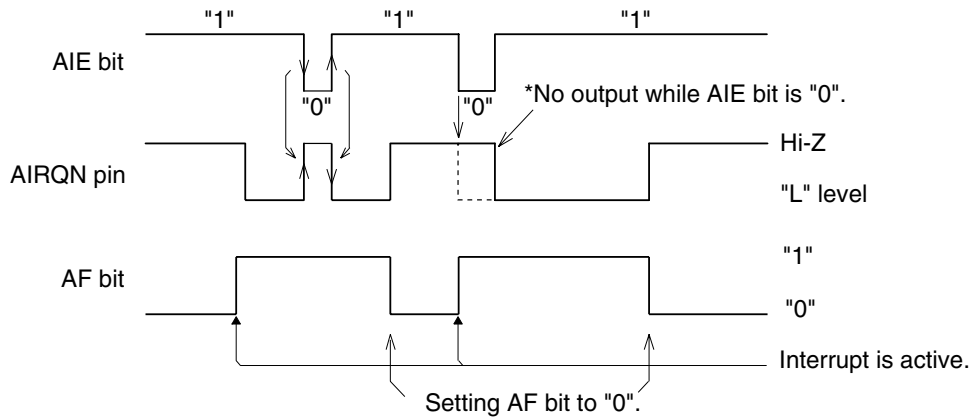 "1" "1" "1"
AIE bit
"0" "0" *No output while AIE bit is "0".
Hi-Z
AIRQN pin
"L" level
"1"
AF bit
"0"
Interrupt is active.
Setting AF bit to "0".